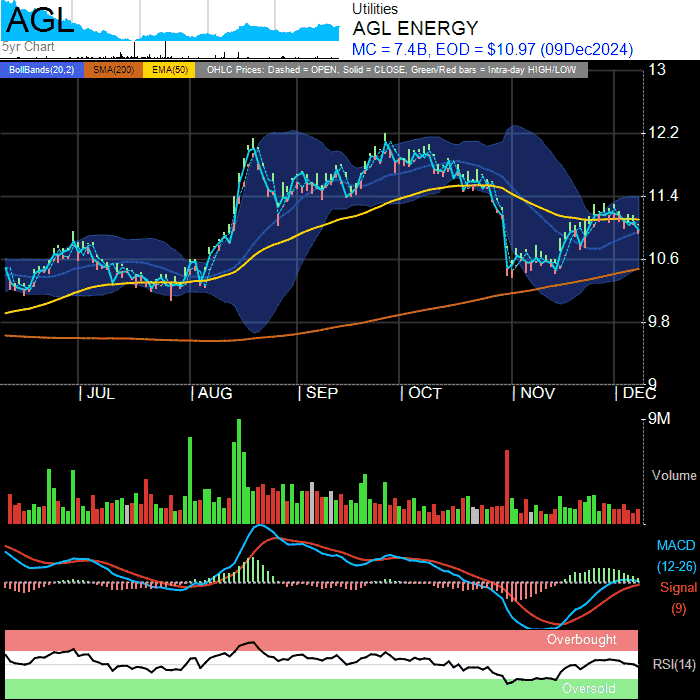 AGL
5yr Chart
Utilities
AGL ENERGY
MC = 7.4B, EOD = $10.97 (09Dec2024)
BollBands(20,2) SMA(200) EMA(50) OHLC Prices: Dashed = OPEN, Solid = CLOSE, Green/Red bars = Intra-day HIGH/LOW
13
12.2
11.4
10.6
9.8
9
JUL AUG SEP OCT NOV DEC
9M
Volume
MACD
(12-26)
Signal
(9)
Overbought
RSI(14)
Oversold